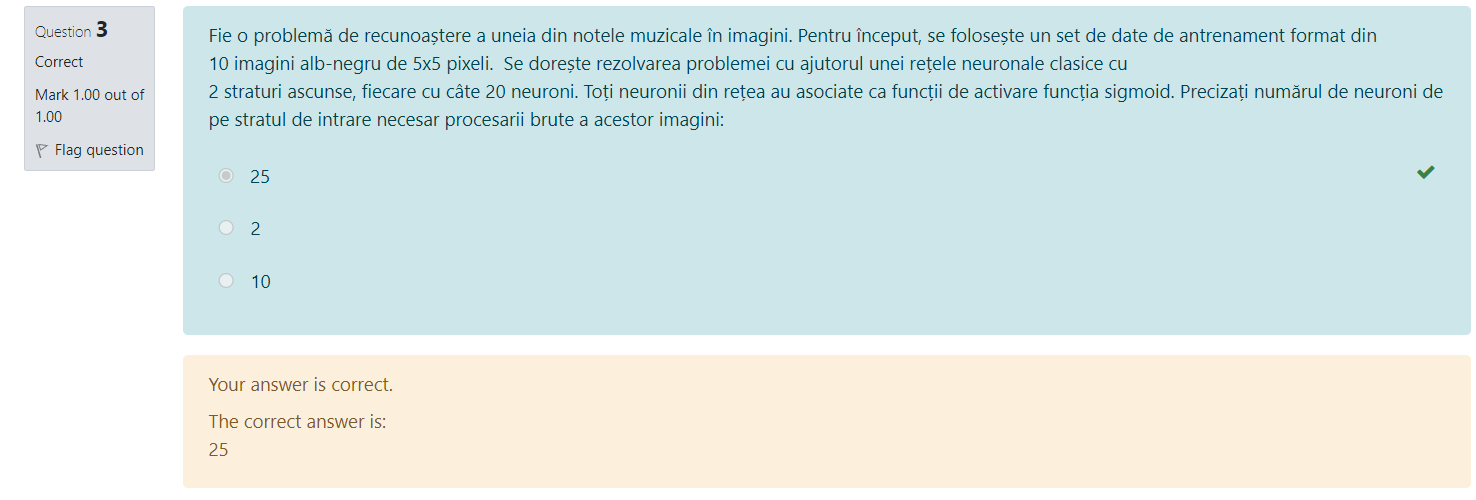 Question 3
Correct
Mark 1.00 out of
1.00
Flag question
Fie o problemă de recunoaștere a uneia din notele muzicale în imagini. Pentru început, se folosește un set de date de antrenament format din
10 imagini alb-negru de 5x5 pixeli. Se dorește rezolvarea problemei cu ajutorul unei rețele neuronale clasice cu
2 straturi ascunse, fiecare cu câte 20 neuroni. Toți neuronii din rețea au asociate ca funcții de activare funcția sigmoid. Precizați numărul de neuroni de
pe stratul de intrare necesar procesarii brute a acestor imagini:
25
2
10
Your answer is correct.
The correct answer is:
25